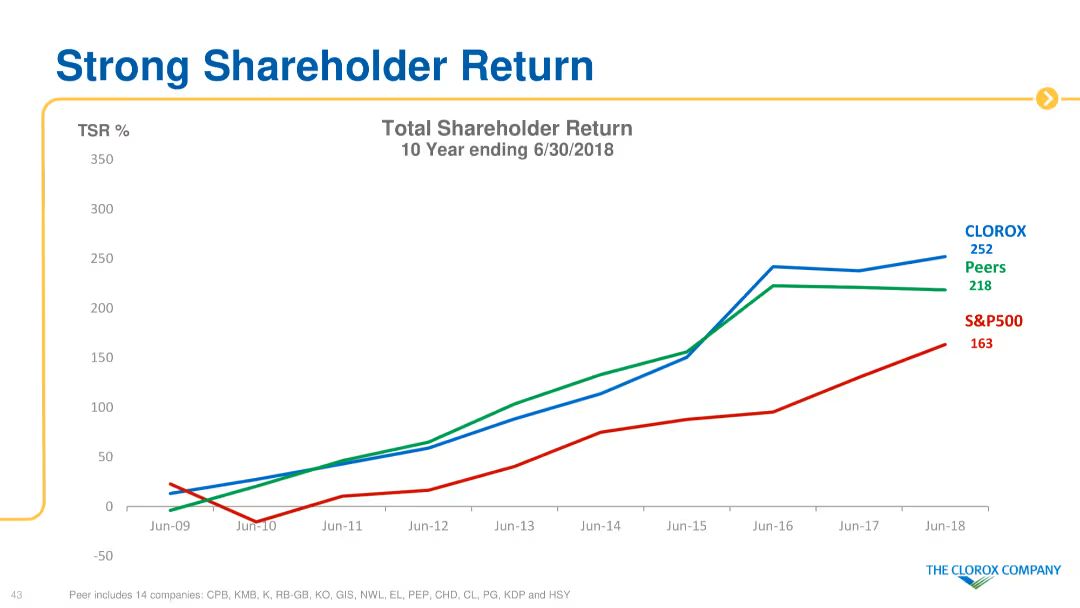 Strong Shareholder Return
TSR %
Total Shareholder Return
10 Year ending 6/30/2018
350
300
250
200
150
100
50
0
-50
Jun-09 Jun-10 Jun-11 Jun-12 Jun-13 Jun-14 Jun-15 Jun-16 Jun-17 Jun-18
CLOROX
252
Peers
218
S&P500
163
THE CLOROX COMPANY
43
Peer includes 14 companies: CPB, KMB, K, RB-GB, KO, GIS, NWL, EL, PEP, CHD, CL, PG, KDP and HSY